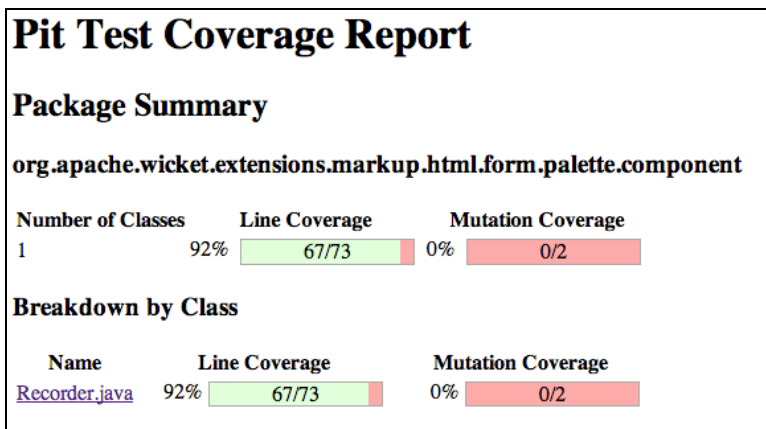 Pit Test Coverage Report
Package Summary
org.apache.wicket.extensions.markup.html.form.palette.component
Number of Classes Line Coverage Mutation Coverage
1 92% 67/73 0% 0/2
Breakdown by Class
Name Line Coverage Mutation Coverage
Recorder.java 92% 67/73 0% 0/2